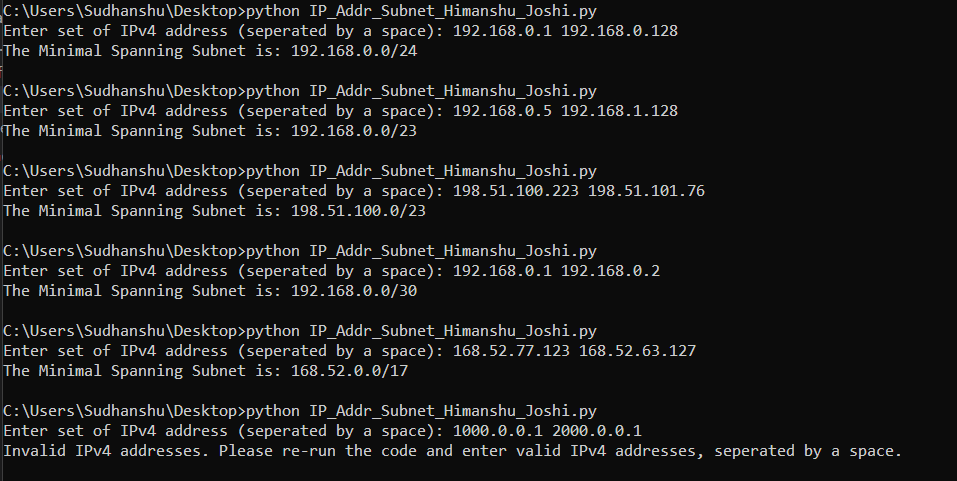 C:\Users\Sudhanshu\Desktop>python IP_Addr_Subnet_Himanshu_Joshi.py
Enter set of IPv4 address (seperated by a space): 192.168.0.1 192.168.0.128
The Minimal Spanning Subnet is: 192.168.0.0/24
C:\Users\Sudhanshu\Desktop>python IP_Addr_Subnet_Himanshu_Joshi.py
Enter set of IPv4 address (seperated by a space): 192.168.0.5 192.168.1.128
The Minimal Spanning Subnet is: 192.168.0.0/23
C:\Users\Sudhanshu\Desktop>python IP_Addr_Subnet_Himanshu_Joshi.py
Enter set of IPv4 address (seperated by a space): 198.51.100.223 198.51.101.76
The Minimal Spanning Subnet is: 198.51.100.0/23
C:\Users\Sudhanshu\Desktop>python IP_Addr_Subnet_Himanshu_Joshi.py
Enter set of IPv4 address (seperated by a space): 192.168.0.1 192.168.0.2
The Minimal Spanning Subnet is: 192.168.0.0/30
C:\Users\Sudhanshu\Desktop>python IP_Addr_Subnet_Himanshu_Joshi.py
Enter set of IPv4 address (seperated by a space): 168.52.77.123 168.52.63.127
The Minimal Spanning Subnet is: 168.52.0.0/17
C:\Users\Sudhanshu\Desktop>python IP_Addr_Subnet_Himanshu_Joshi.py
Enter set of IPv4 address (seperated by a space): 1000.0.0.1 2000.0.0.1
Invalid IPv4 addresses. Please re-run the code and enter valid IPv4 addresses, seperated by a space.